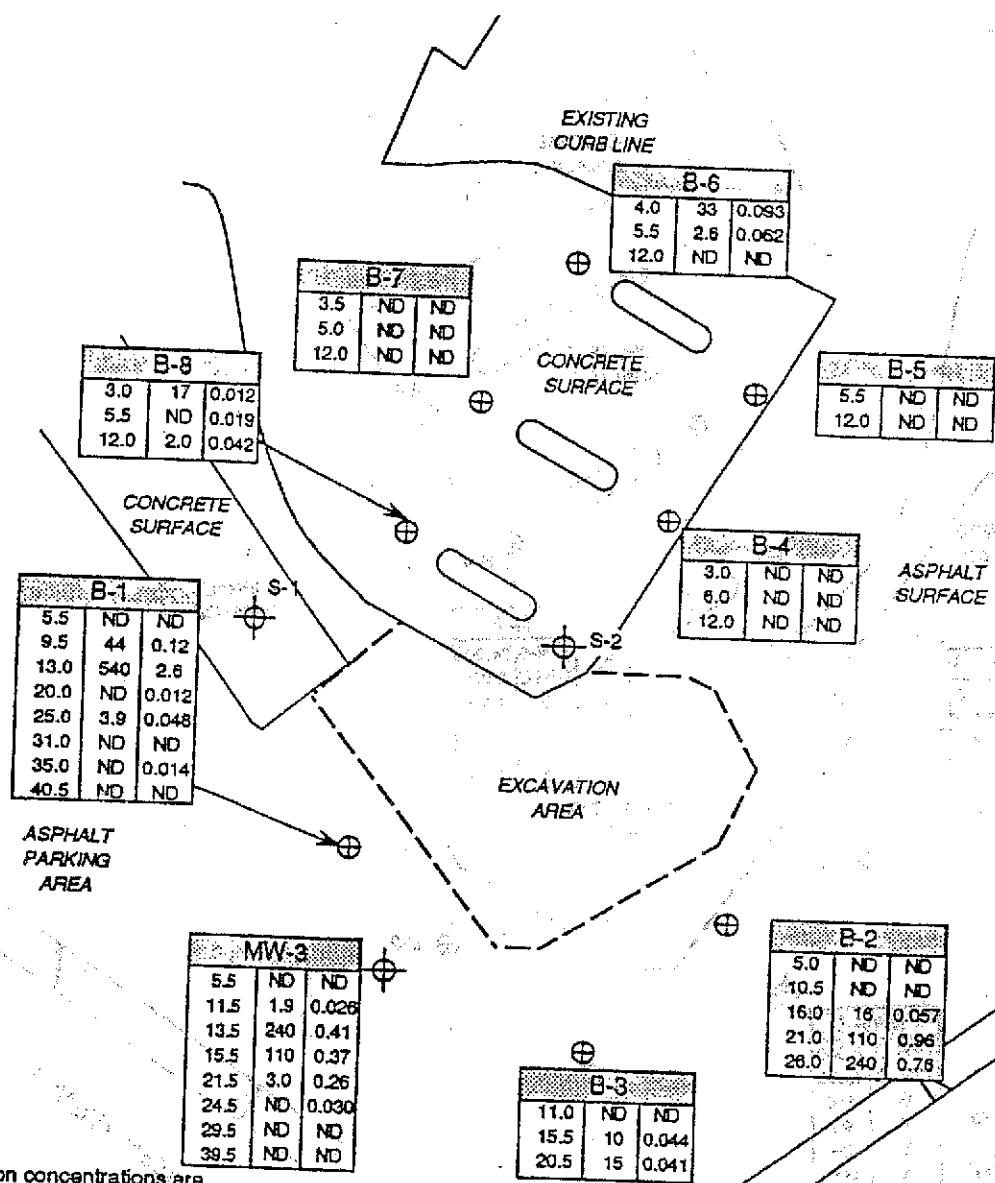 EXISTING
CURB LINE
B-6
4.0 33 0.093
5.5 2.6 0.062
12.0 ND ND
B-7
3.5 ND ND
5.0 ND ND
12.0 ND ND
CONCRETE
SURFACE
B-8
3.0 17 0.012
5.5 ND 0.019
12.0 2.0 0.042
B-5
5.5 ND ND
12.0 ND ND
CONCRETE
SURFACE
B-4
3.0 ND ND
6.0 ND ND
12.0 ND ND
ASPHALT
SURFACE
B-1
5.5 ND ND
9.5 44 0.12
13.0 540 2.6
20.0 ND 0.012
25.0 3.9 0.046
31.0 ND ND
35.0 ND 0.014
40.5 ND ND
S-1
S-2
EXCAVATION
AREA
ASPHALT
PARKING
AREA
MW-3
5.5 ND ND
11.5 1.9 0.026
13.5 240 0.41
15.5 110 0.37
21.5 3.0 0.26
24.5 ND 0.030
29.5 ND ND
39.5 ND ND
B-2
5.0 ND ND
10.5 ND ND
16.0 16 0.057
21.0 110 0.96
26.0 240 0.76
B-3
11.0 ND ND
15.5 10 0.044
20.5 15 0.041
on concentrations are